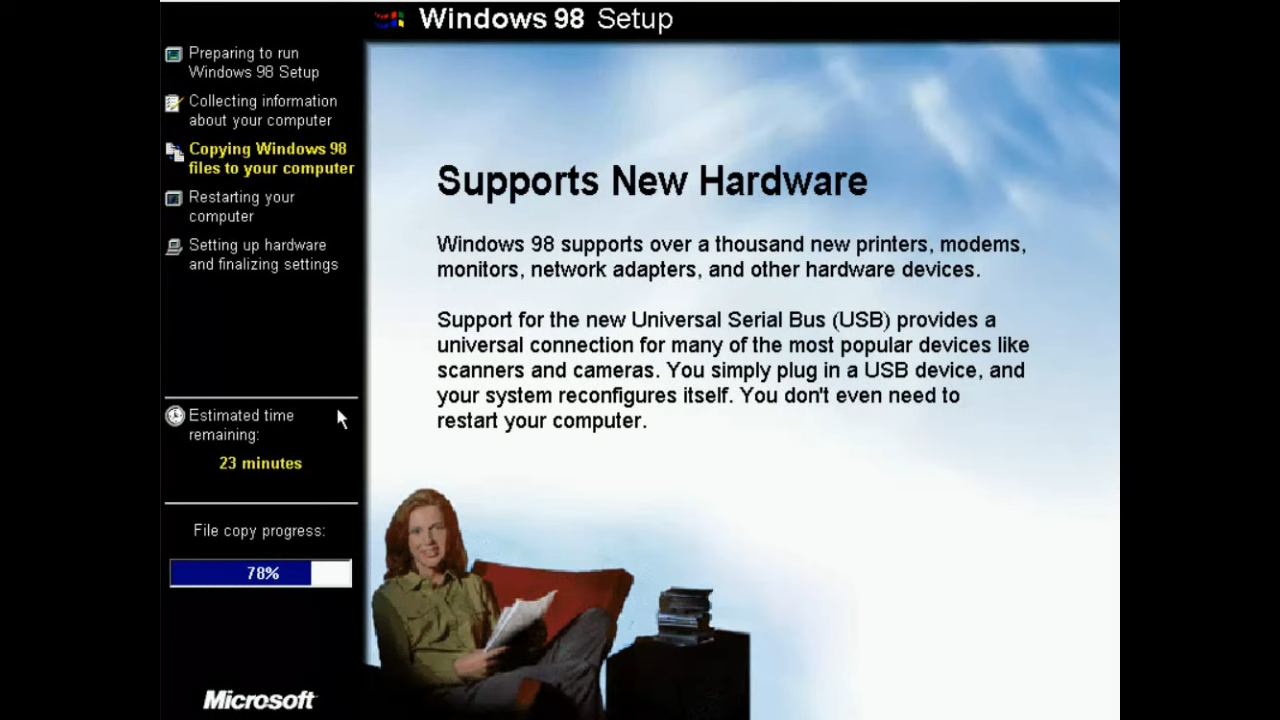 Windows 98 Setup
Preparing to run
Windows 98 Setup
Collecting information
about your computer
Copying Windows 98
files to your computer
Restarting your
computer
Setting up hardware
and finalizing settings
Estimated time
remaining:
23 minutes
File copy progress:
78%
Microsoft
Supports New Hardware
Windows 98 supports over a thousand new printers, modems,
monitors, network adapters, and other hardware devices.
Support for the new Universal Serial Bus (USB) provides a
universal connection for many of the most popular devices like
scanners and cameras. You simply plug in a USB device, and
your system reconfigures itself. You don't even need to
restart your computer.